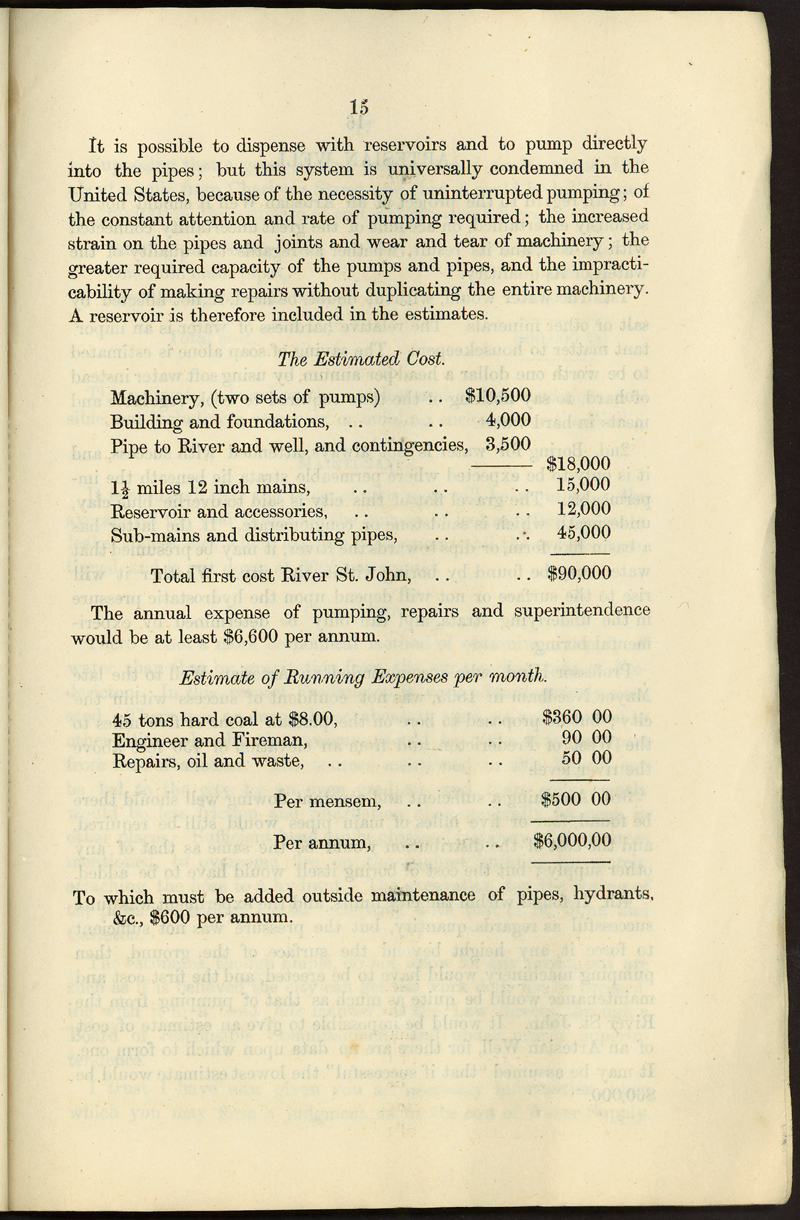 15
It is possible to dispense with reservoirs and to pump directly
into the pipes; but this system is universally condemned in the
United States, because of the necessity of uninterrupted pumping; of
the constant attention and rate of pumping required; the increased
strain on the pipes and joints and wear and tear of machinery; the
greater required capacity of the pumps and pipes, and the impracti-
cability of making repairs without duplicating the entire machinery.
A reservoir is therefore included in the estimates.
The Estimated Cost.
Machinery, (two sets of pumps) .. $10,500
Building and foundations, .. .. 4,000
Pipe to River and well, and contingencies, 3,500
$18,000
1½ miles 12 inch mains, .. .. .. 15,000
Reservoir and accessories, .. .. .. 12,000
Sub-mains and distributing pipes, .. .. 45,000
Total first cost River St. John, .. .. $90,000
The annual expense of pumping, repairs and superintendence
would be at least $6,600 per annum.
Estimate of Running Expenses per month.
45 tons hard coal at $8.00, .. .. $360 00
Engineer and Fireman, .. .. 90 00
Repairs, oil and waste, .. .. .. 50 00
Per mensem, .. .. $500 00
Per annum, .. .. $6,000,00
To which must be added outside maintenance of pipes, hydrants,
&c., $600 per annum.